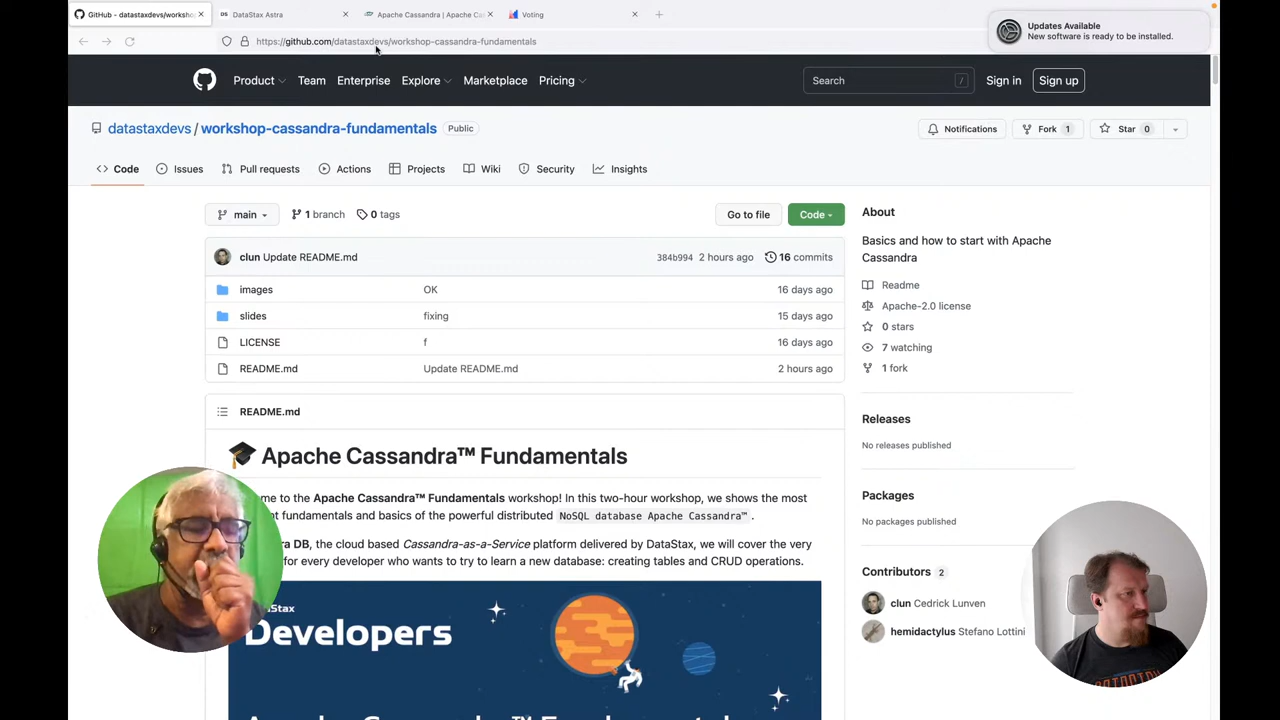 GitHub - datastaxdevs/worksho
DataStax Astra
Apache Cassandra | Apache Ca
Voting
https://github.com/datastaxdevs/workshop-cassandra-fundamentals
Updates Available
New software is ready to be installed.
Product
Team
Enterprise
Explore
Marketplace
Pricing
Search
/
Sign in
Sign up
datastaxdevs / workshop-cassandra-fundamentals
Public
Notifications
Fork 1
Star 0
Code
Issues
Pull requests
Actions
Projects
Wiki
Security
Insights
main
1 branch
0 tags
Go to file
Code
clun Update README.md
384b994 2 hours ago
16 commits
images
OK
16 days ago
slides
fixing
15 days ago
LICENSE
f
16 days ago
README.md
Update README.md
2 hours ago
README.md
Apache Cassandra™ Fundamentals
ome to the Apache Cassandra™ Fundamentals workshop! In this two-hour workshop, we shows the most
nt fundamentals and basics of the powerful distributed NoSQL database Apache Cassandra™ .
ra DB, the cloud based Cassandra-as-a-Service platform delivered by DataStax, we will cover the very
for every developer who wants to try to learn a new database: creating tables and CRUD operations.
Stax
Developers
About
Basics and how to start with Apache
Cassandra
Readme
Apache-2.0 license
0 stars
7 watching
1 fork
Releases
No releases published
Packages
No packages published
Contributors 2
clun Cedrick Lunven
hemidactylus Stefano Lottini